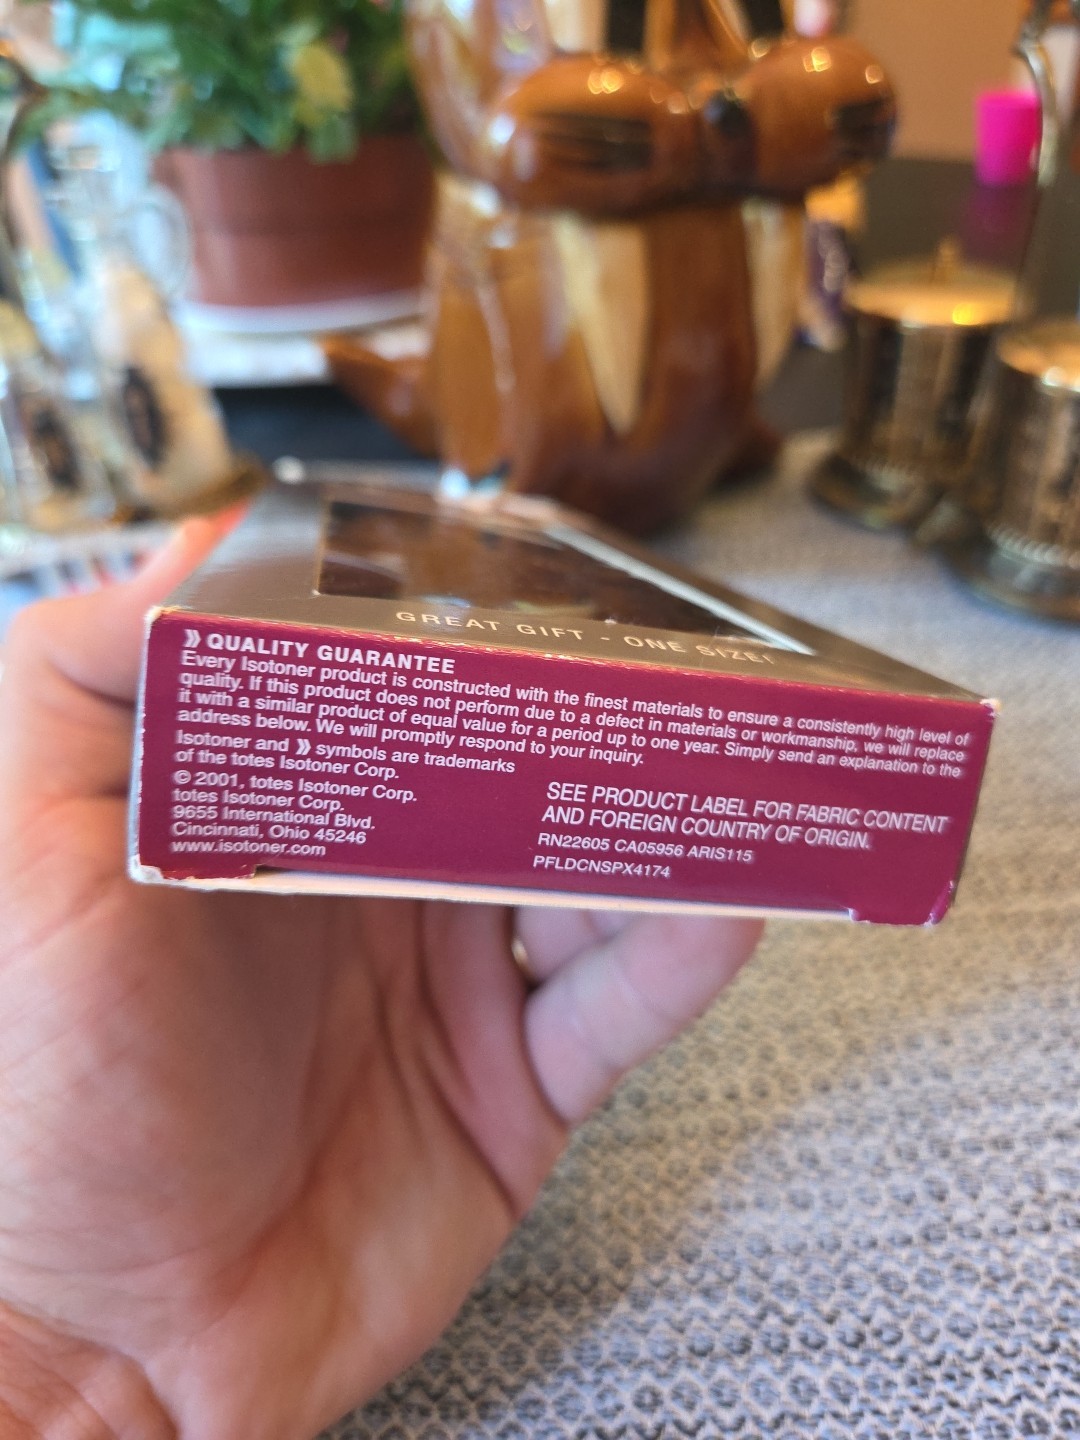 GREAT GIFT - ONE SIZE!
》QUALITY GUARANTEE
Every Isotoner product is constructed with the finest materials to ensure a consistently high level of
quality. If this product does not perform due to a defect in materials or workmanship, we will replace
it with a similar product of equal value for a period up to one year. Simply send an explanation to the
address below. We will promptly respond to your inquiry.
Isotoner and 》 symbols are trademarks
of the totes Isotoner Corp.
© 2001, totes Isotoner Corp.
totes Isotoner Corp.
9655 International Blvd.
Cincinnati, Ohio 45246
www.isotoner.com
SEE PRODUCT LABEL FOR FABRIC CONTENT
AND FOREIGN COUNTRY OF ORIGIN.
RN22605 CA05956 ARIS115
PFLDCNSPX4174